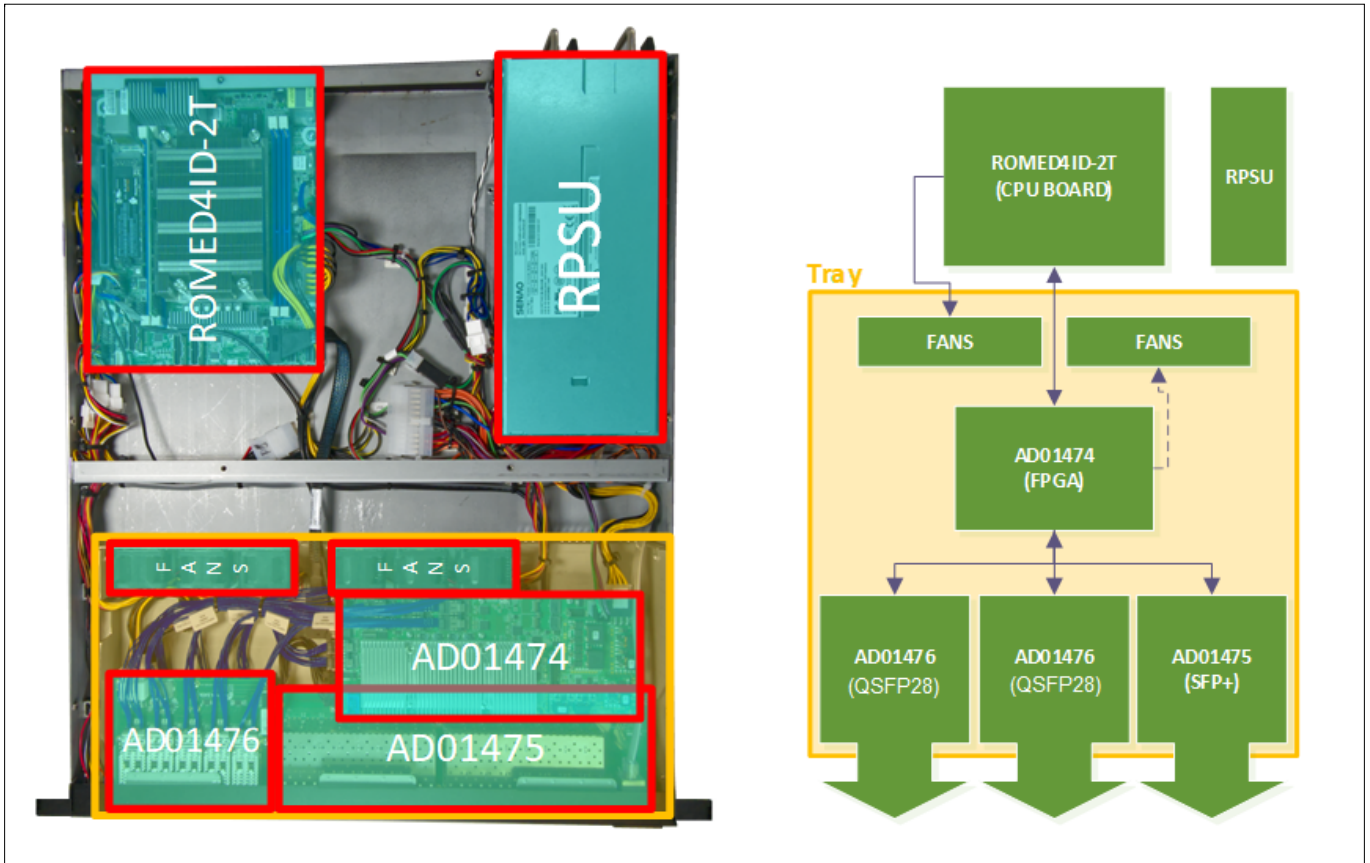 ROMED4ID-2T
RPSU
SENAO
F A N S
F A N S
AD01474
AD01476
AD01475
ROMED4ID-2T
(CPU BOARD)
RPSU
Tray
FANS
FANS
AD01474
(FPGA)
AD01476
(QSFP28)
AD01476
(QSFP28)
AD01475
(SFP+)